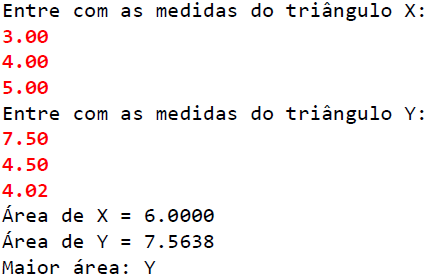 Entre com as medidas do triângulo X:
3.00
4.00
5.00
Entre com as medidas do triângulo Y:
7.50
4.50
4.02
Área de X = 6.0000
Área de Y = 7.5638
Maior área: Y